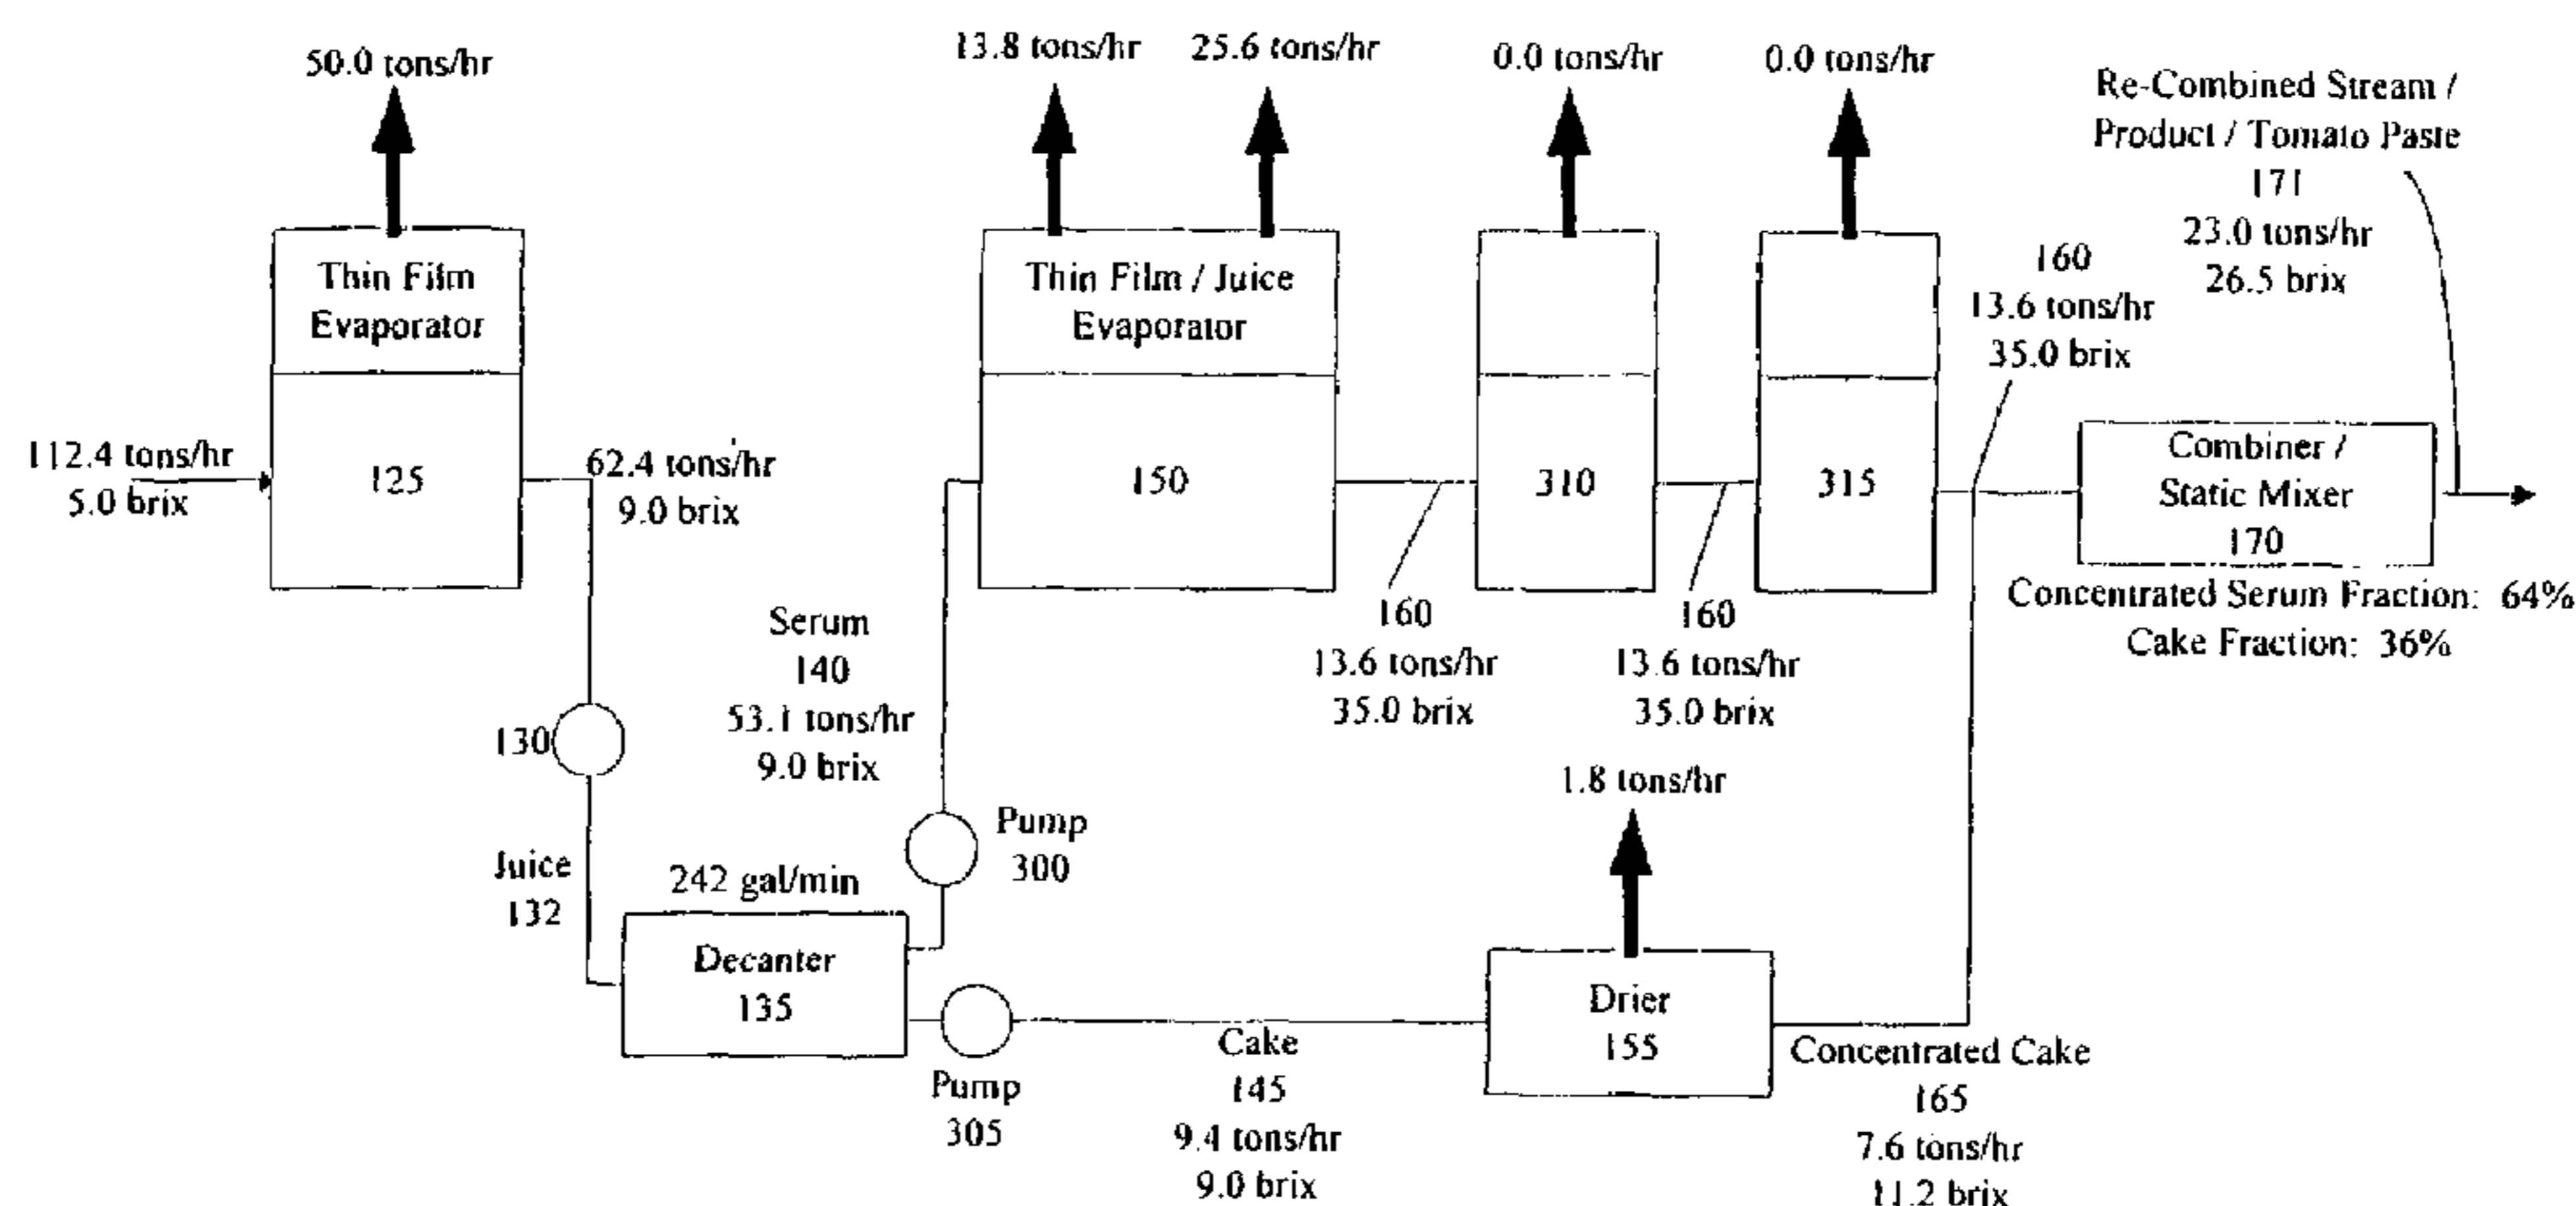 50.0 tons/hr
13.8 tons/hr
25.6 tons/hr
0.0 tons/hr
0.0 tons/hr
Re-Combined Stream /
Product / Tomato Paste
171
23.0 tons/hr
26.5 brix
160
13.6 tons/hr
35.0 brix
Thin Film
Evaporator
125
112.4 tons/hr
5.0 brix
62.4 tons/hr
9.0 brix
Thin Film / Juice
Evaporator
150
310
315
Combiner /
Static Mixer
170
Concentrated Serum Fraction: 64%
Cake Fraction: 36%
160
13.6 tons/hr
35.0 brix
160
13.6 tons/hr
35.0 brix
Serum
140
53.1 tons/hr
9.0 brix
130
Pump
300
1.8 tons/hr
Juice
132
242 gal/min
Decanter
135
Pump
305
Cake
145
9.4 tons/hr
9.0 brix
Drier
155
Concentrated Cake
165
7.6 tons/hr
11.2 brix